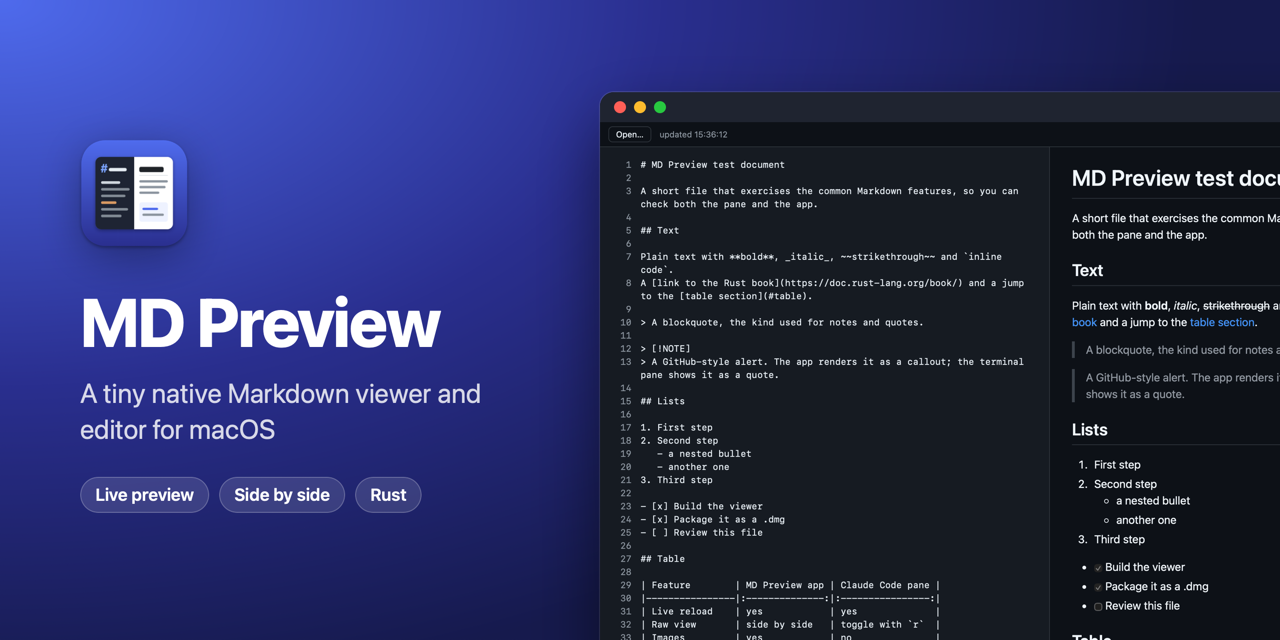 #
MD Preview
A tiny native Markdown viewer and
editor for macOS
Live preview
Side by side
Rust
Open...
updated 15:36:12
1 # MD Preview test document
2
3 A short file that exercises the common Markdown features, so you can
check both the pane and the app.
4
5 ## Text
6
7 Plain text with **bold**, _italic_, ~~strikethrough~~ and `inline
code`.
8 A [link to the Rust book](https://doc.rust-lang.org/book/) and a jump
to the [table section](#table).
9
10 > A blockquote, the kind used for notes and quotes.
11
12 > [!NOTE]
13 > A GitHub-style alert. The app renders it as a callout; the terminal
pane shows it as a quote.
14
15 ## Lists
16
17 1. First step
18 2. Second step
19 - a nested bullet
20 - another one
21 3. Third step
22
23 - [x] Build the viewer
24 - [x] Package it as a .dmg
25 - [ ] Review this file
26
27 ## Table
28
29 | Feature | MD Preview app | Claude Code pane |
30 |----------------|:--------------:|:----------------:|
31 | Live reload | yes | yes |
32 | Raw view | side by side | toggle with `r` |
33 | Images | yes | no
MD Preview test docu
A short file that exercises the common Ma
both the pane and the app.
Text
Plain text with bold, italic, strikethrough a
book and a jump to the table section.
A blockquote, the kind used for notes a
A GitHub-style alert. The app renders i
shows it as a quote.
Lists
1. First step
2. Second step
a nested bullet
another one
3. Third step
Build the viewer
Package it as a .dmg
Review this file
Table